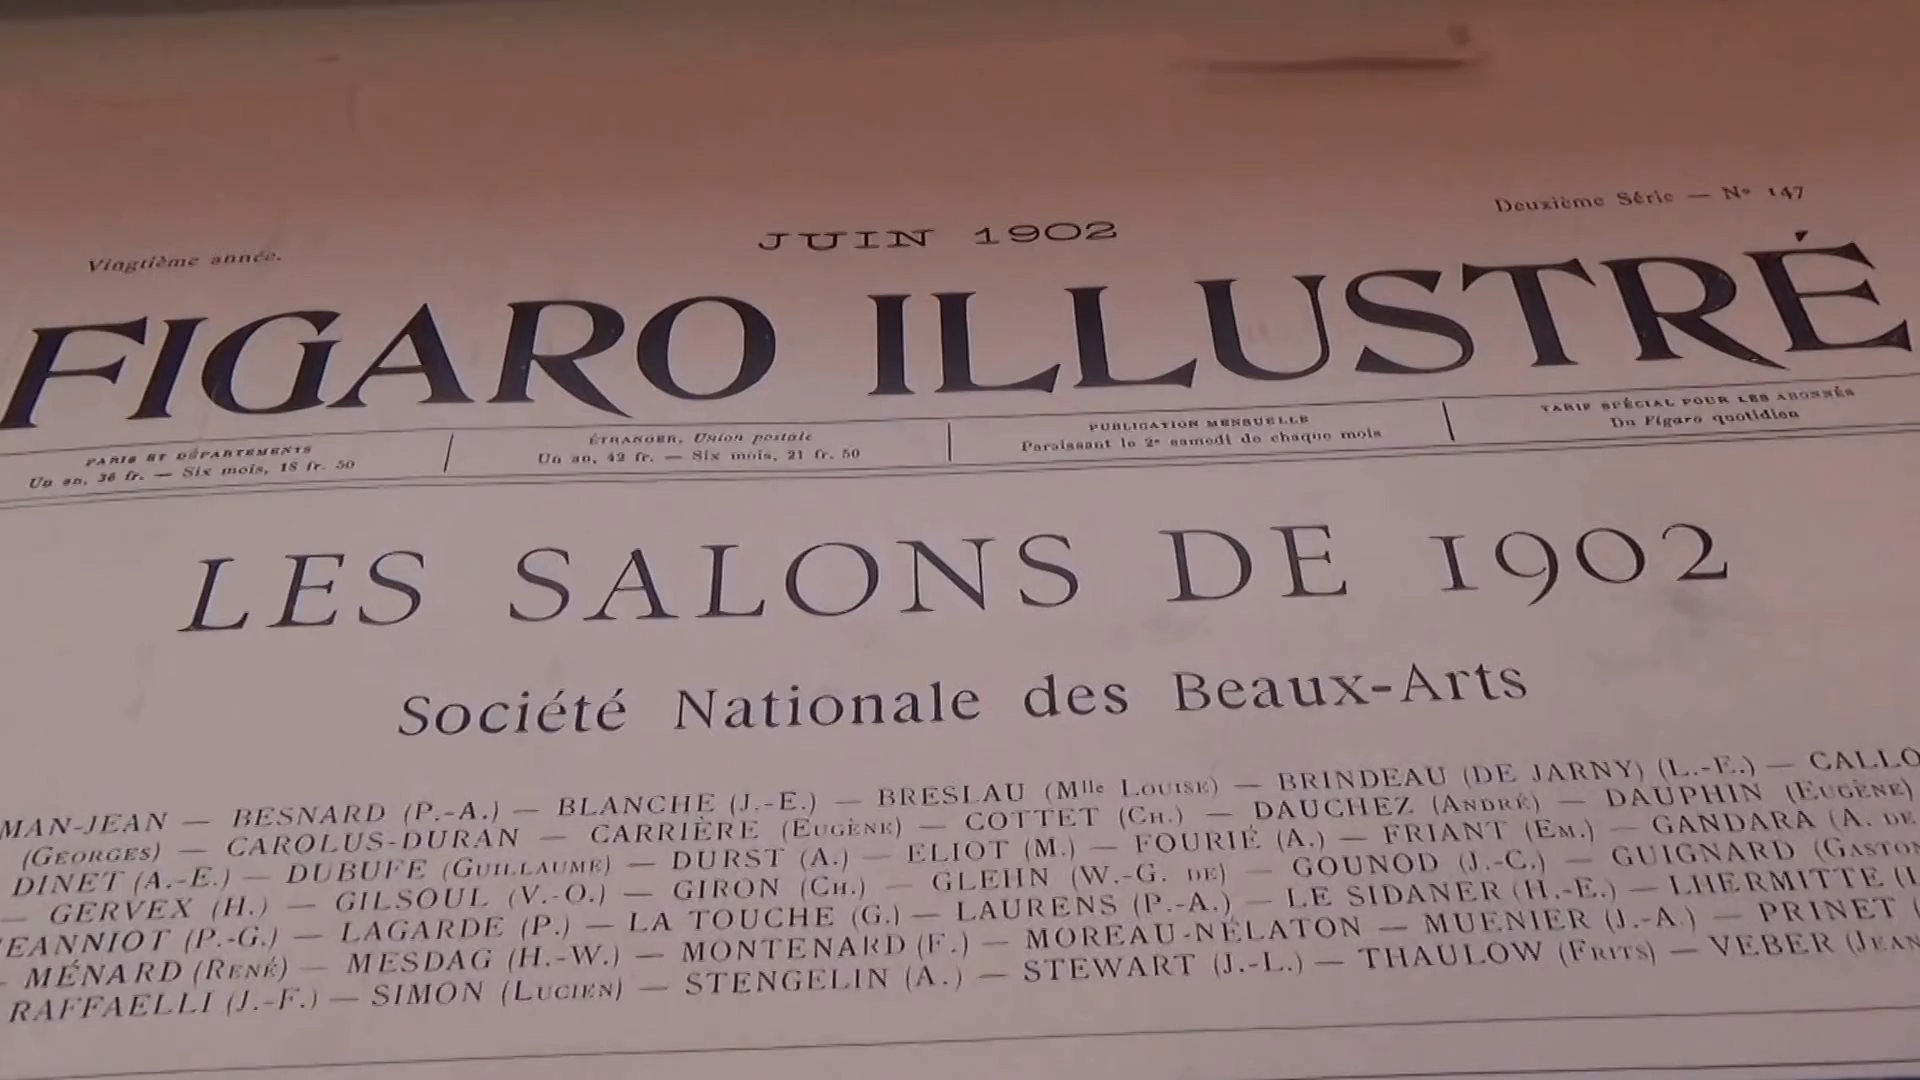 Vingtième année.
JUIN 1902
Deuxième Série — No 147
FIGARO ILLUSTRÉ
PARIS ET DÉPARTEMENTS
Un an, 36 fr. — Six mois, 18 fr. 50
ÉTRANGER, Union postale
Un an, 42 fr. — Six mois, 21 fr. 50
PUBLICATION MENSUELLE
Paraissant le 2e samedi de chaque mois
TARIF SPÉCIAL POUR LES ABONNÉS
Du Figaro quotidien
LES SALONS DE 1902
Société Nationale des Beaux-Arts
MAN-JEAN — BESNARD (P.-A.) — BLANCHE (J.-E.) — BRESLAU (Mlle LOUISE) — BRINDEAU (DE JARNY) (L.-E.) — CALLO
(GEORGES) — CAROLUS-DURAN — CARRIÈRE (EUGÈNE) — COTTET (CH.) — DAUCHEZ (ANDRÉ) — DAUPHIN (EUGÈNE)
DINET (A.-E.) — DUBUFE (GUILLAUME) — DURST (A.) — ELIOT (M.) — FOURIÉ (A.) — FRIANT (EM.) — GANDARA (A. DE
— GERVEX (H.) — GILSOUL (V.-O.) — GIRON (CH.) — GLEHN (W.-G. DE) — GOUNOD (J.-C.) — GUIGNARD (GASTON
EANNIOT (P.-G.) — LAGARDE (P.) — LA TOUCHE (G.) — LAURENS (P.-A.) — LE SIDANER (H.-E.) — LHERMITTE (
- MÉNARD (RENÉ) — MESDAG (H.-W.) — MONTENARD (F.) — MOREAU-NÉLATON — MUENIER (J.-A.) — PRINET (
RAFFAELLI (J.-F.) — SIMON (LUCIEN) — STENGELIN (A.) — STEWART (J.-L.) — THAULOW (FRITS) — VEBER (JEAN